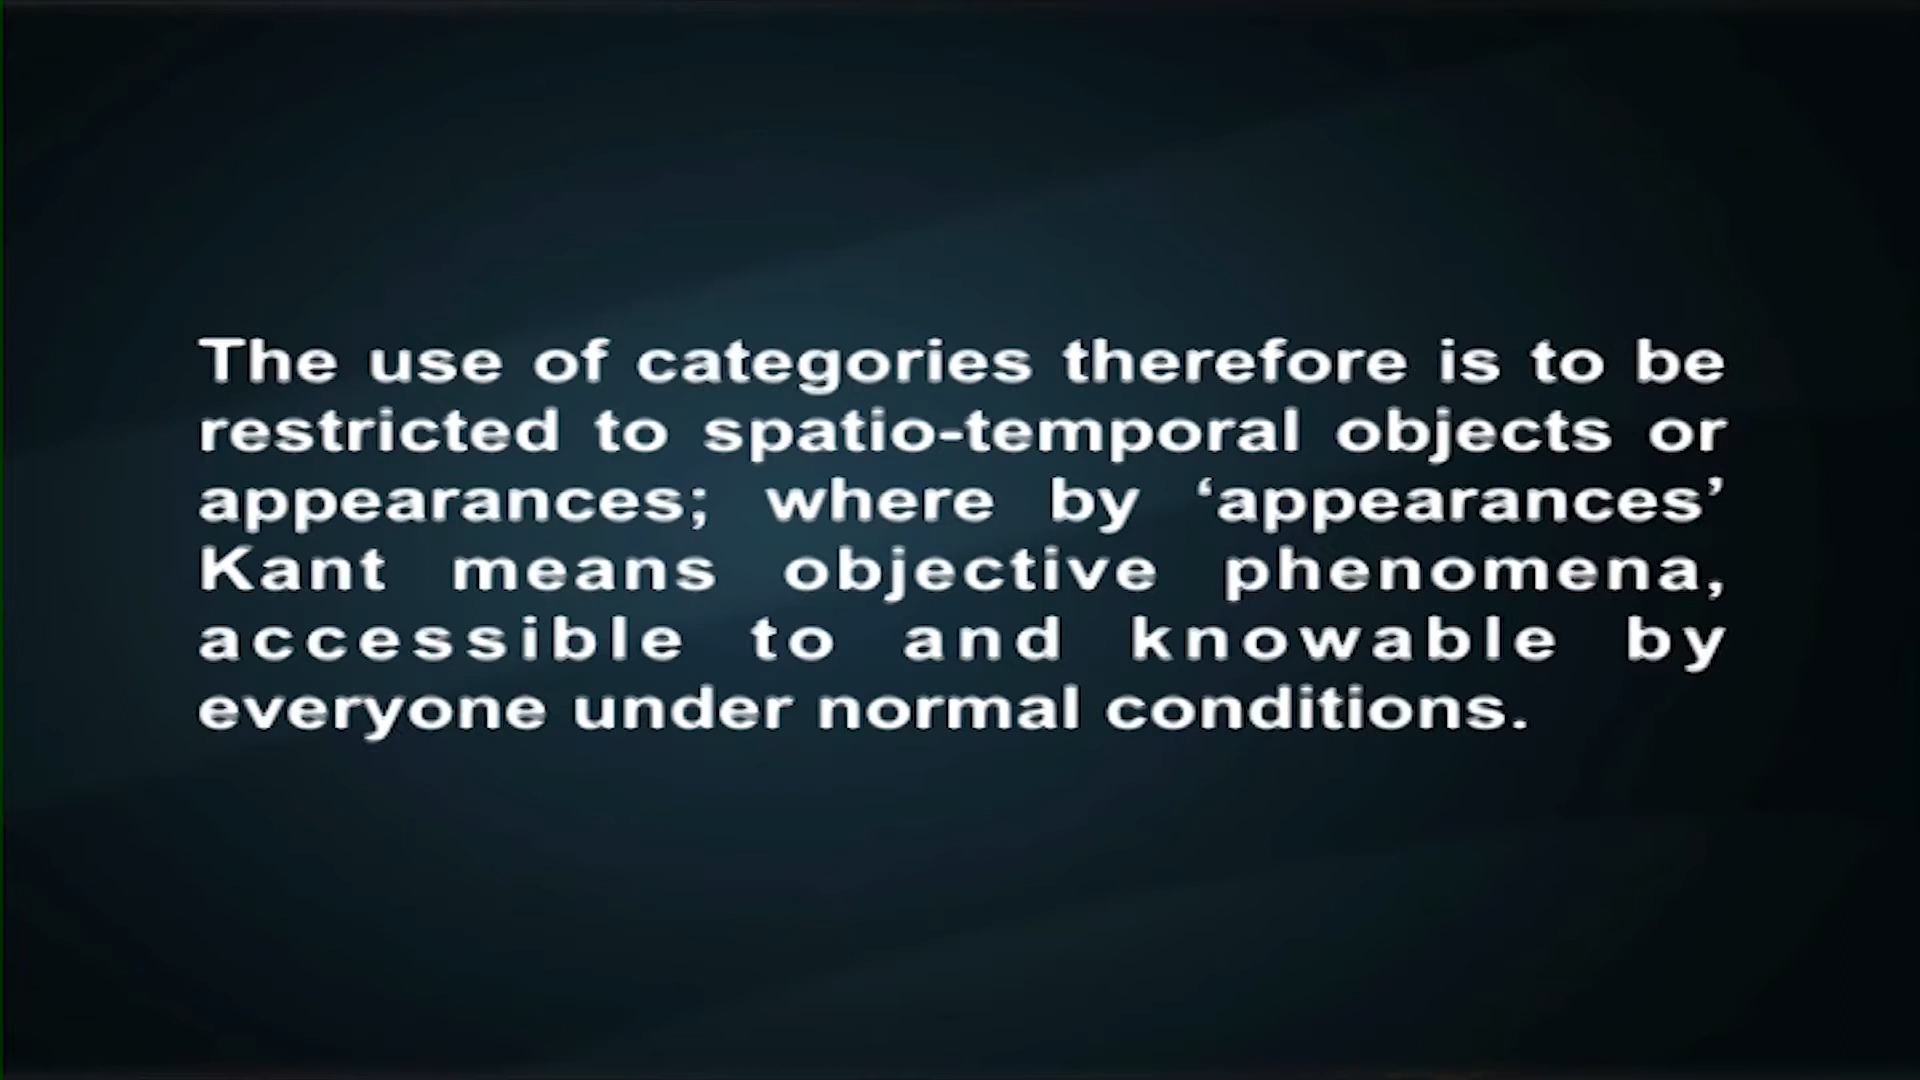 The use of categories therefore is to be
restricted to spatio-temporal objects or
appearances; where by ‘appearances’
Kant means objective phenomena,
accessible to and knowable by
everyone under normal conditions.